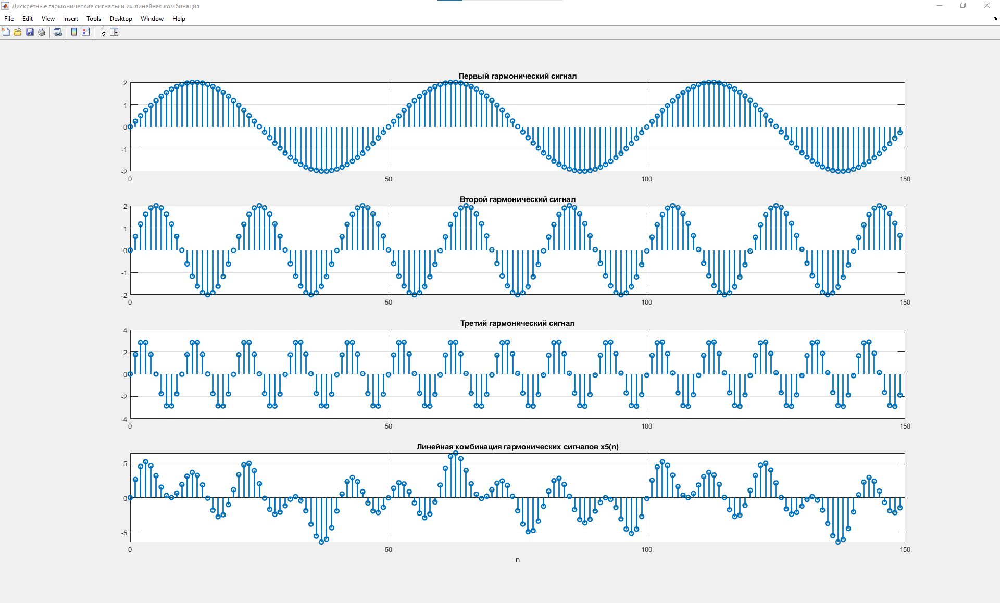 Дискретные гармонические сигналы и их линейная комбинация
File Edit View Insert Tools Desktop Window Help
Первый гармонический сигнал
2
1
0
-1
-2
0 50 100 150
Второй гармонический сигнал
2
1
0
-1
-2
0 50 100 150
Третий гармонический сигнал
4
2
0
-2
-4
0 50 100 150
Линейная комбинация гармонических сигналов x5(n)
5
0
-5
0 50 100 150
n